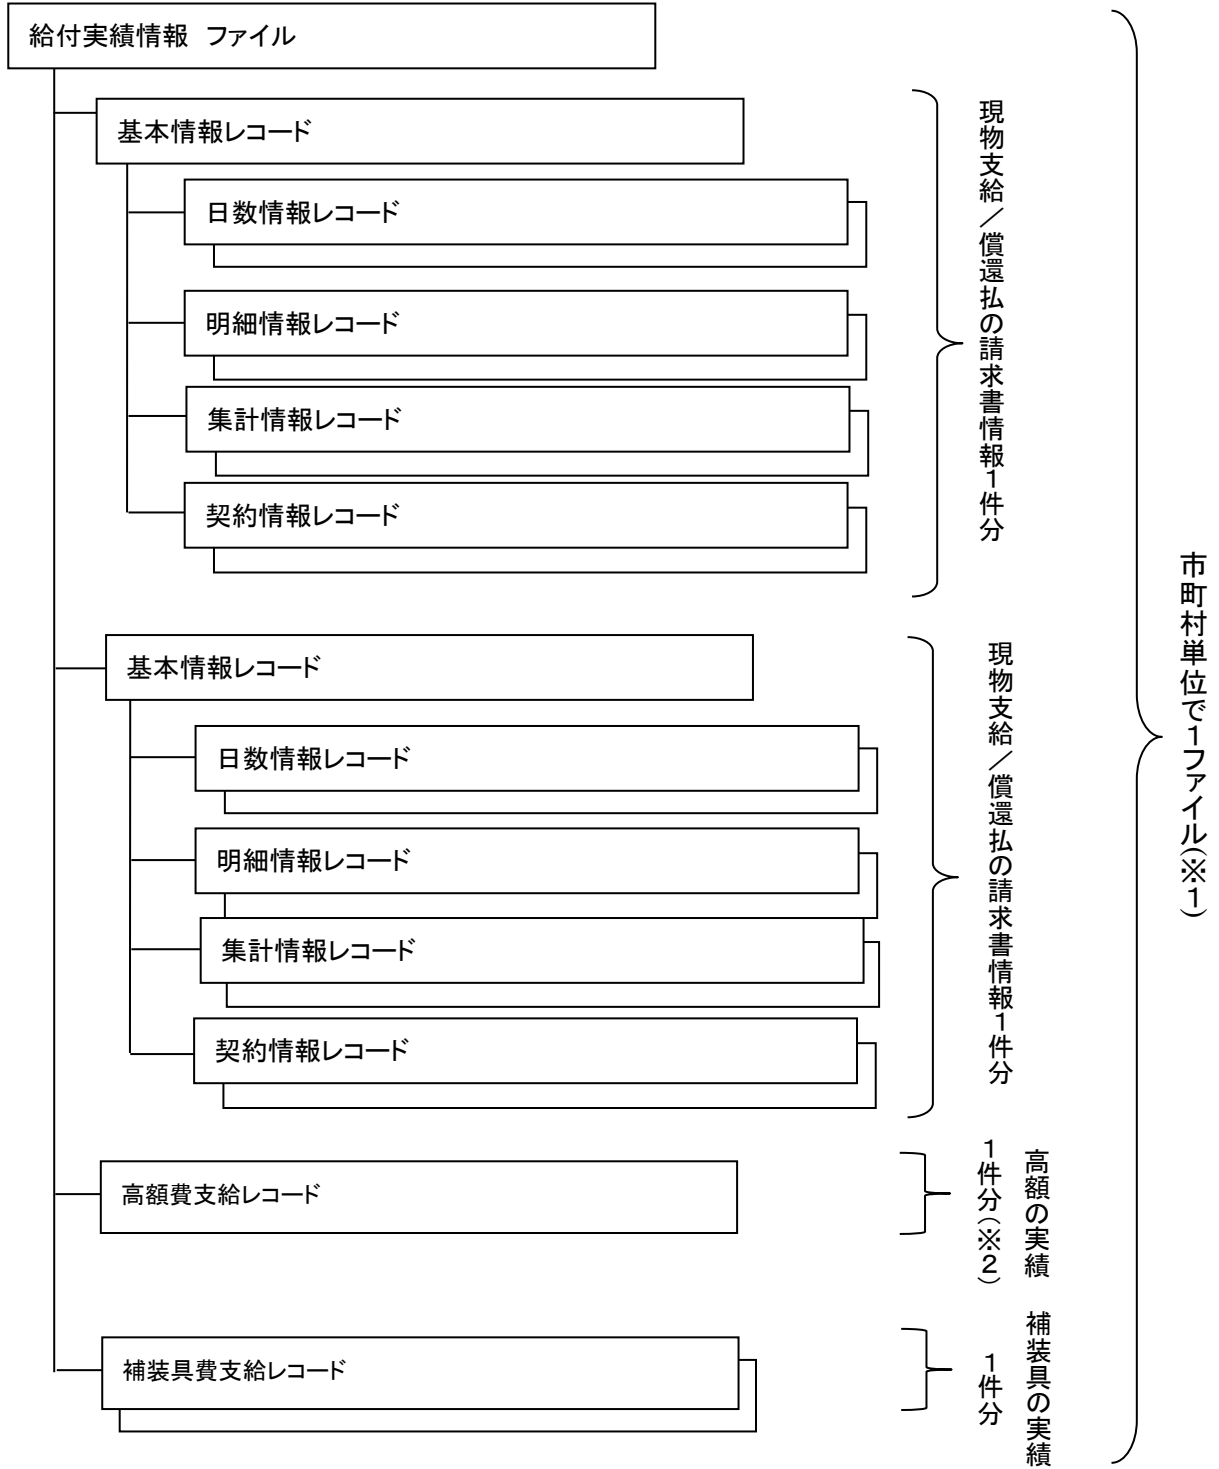 給付実績情報　ファイル
基本情報レコード
日数情報レコード
明細情報レコード
集計情報レコード
契約情報レコード
現物支給／償還払の請求書情報１件分
基本情報レコード
日数情報レコード
明細情報レコード
集計情報レコード
契約情報レコード
現物支給／償還払の請求書情報１件分
高額費支給レコード
高額の実績
１件分（※２）
補装具費支給レコード
補装具の実績
１件分
市町村単位で１ファイル（※１）